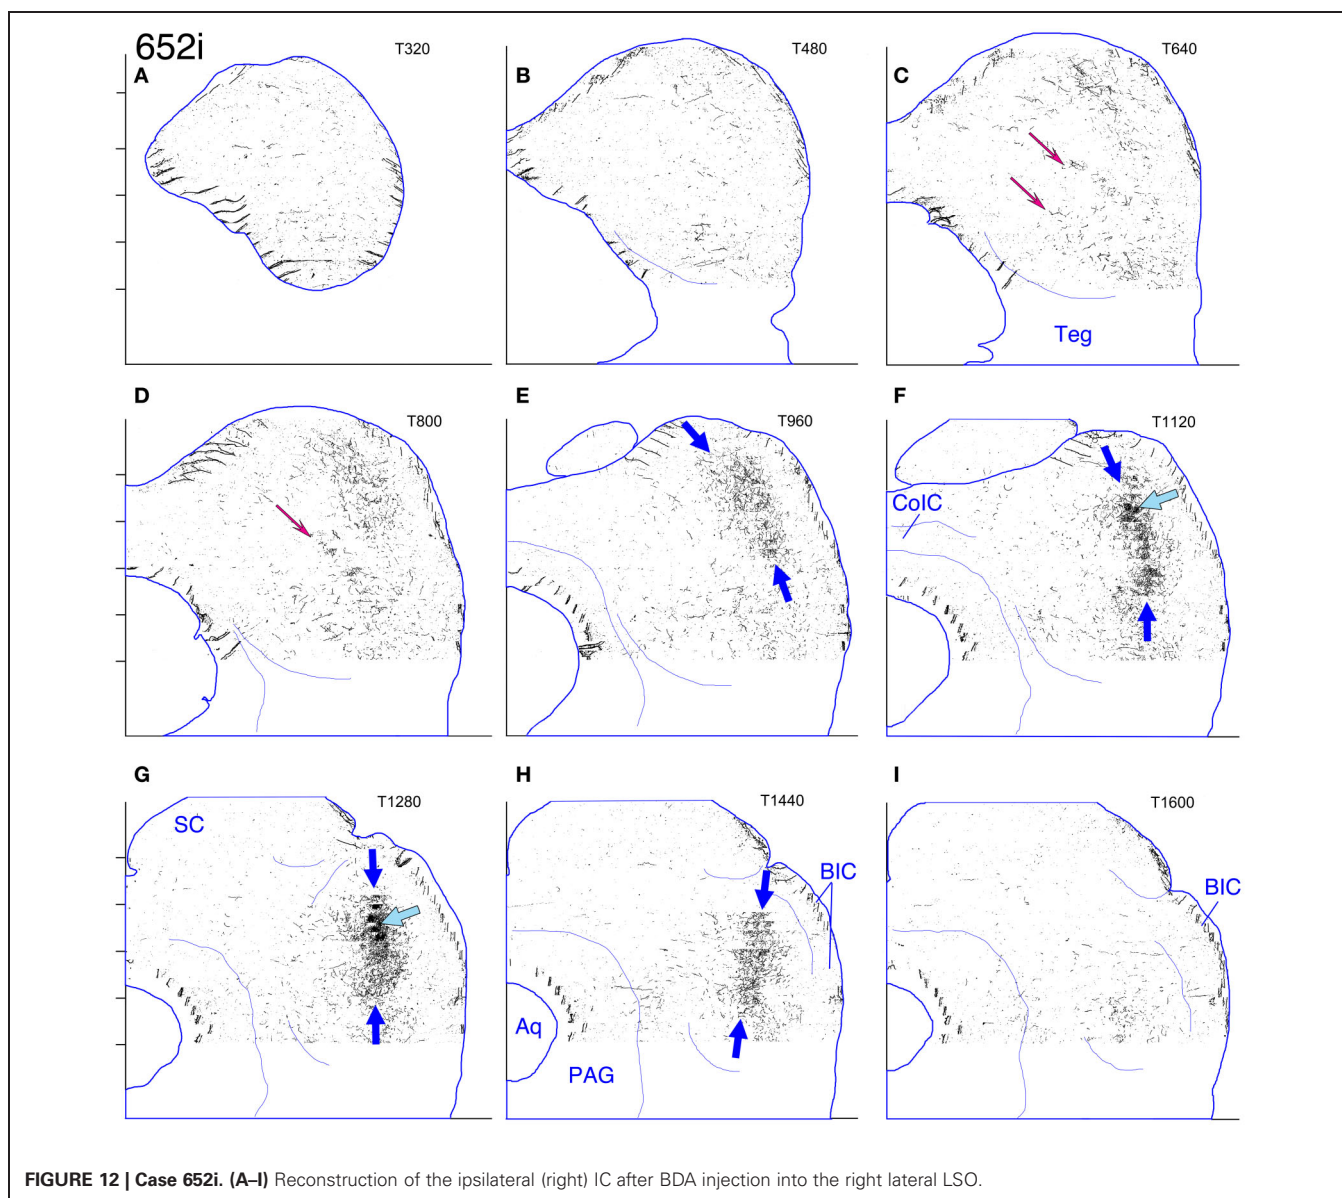 652i
A
T320
B
T480
C
T640
Teg
D
T800
E
T960
F
T1120
CoIC
G
T1280
SC
H
T1440
BIC
Aq
PAG
I
T1600
BIC
FIGURE 12 | Case 652i. (A–I) Reconstruction of the ipsilateral (right) IC after BDA injection into the right lateral LSO.